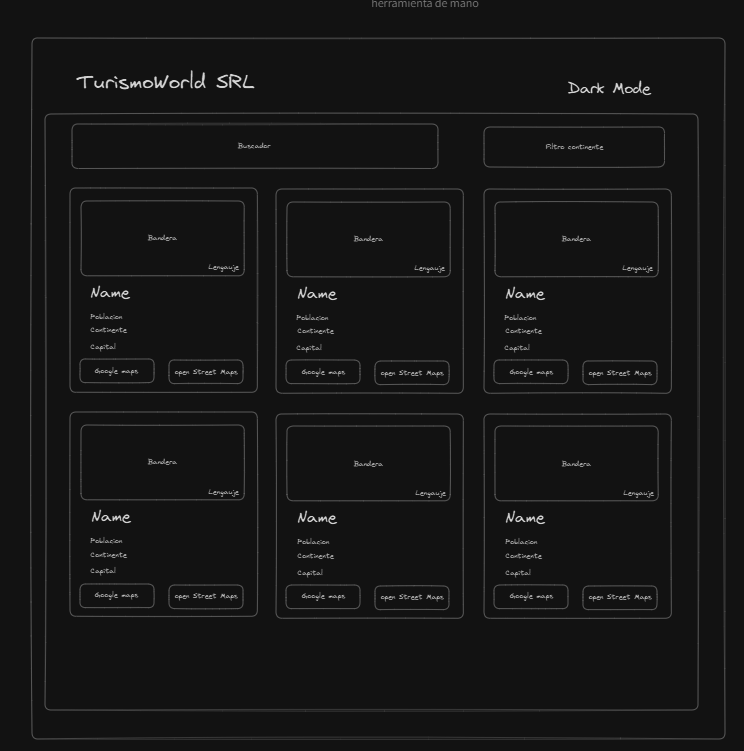 herramienta de mano
TurismoWorld SRL
Dark Mode
Buscador
Filtro continente
Bandera
Lenguaje
Name
Poblacion
Continente
Capital
Google maps
open Street Maps
Bandera
Lenguaje
Name
Poblacion
Continente
Capital
Google maps
open Street Maps
Bandera
Lenguaje
Name
Poblacion
Continente
Capital
Google maps
open Street Maps
Bandera
Lenguaje
Name
Poblacion
Continente
Capital
Google maps
open Street Maps
Bandera
Lenguaje
Name
Poblacion
Continente
Capital
Google maps
open Street Maps
Bandera
Lenguaje
Name
Poblacion
Continente
Capital
Google maps
open Street Maps